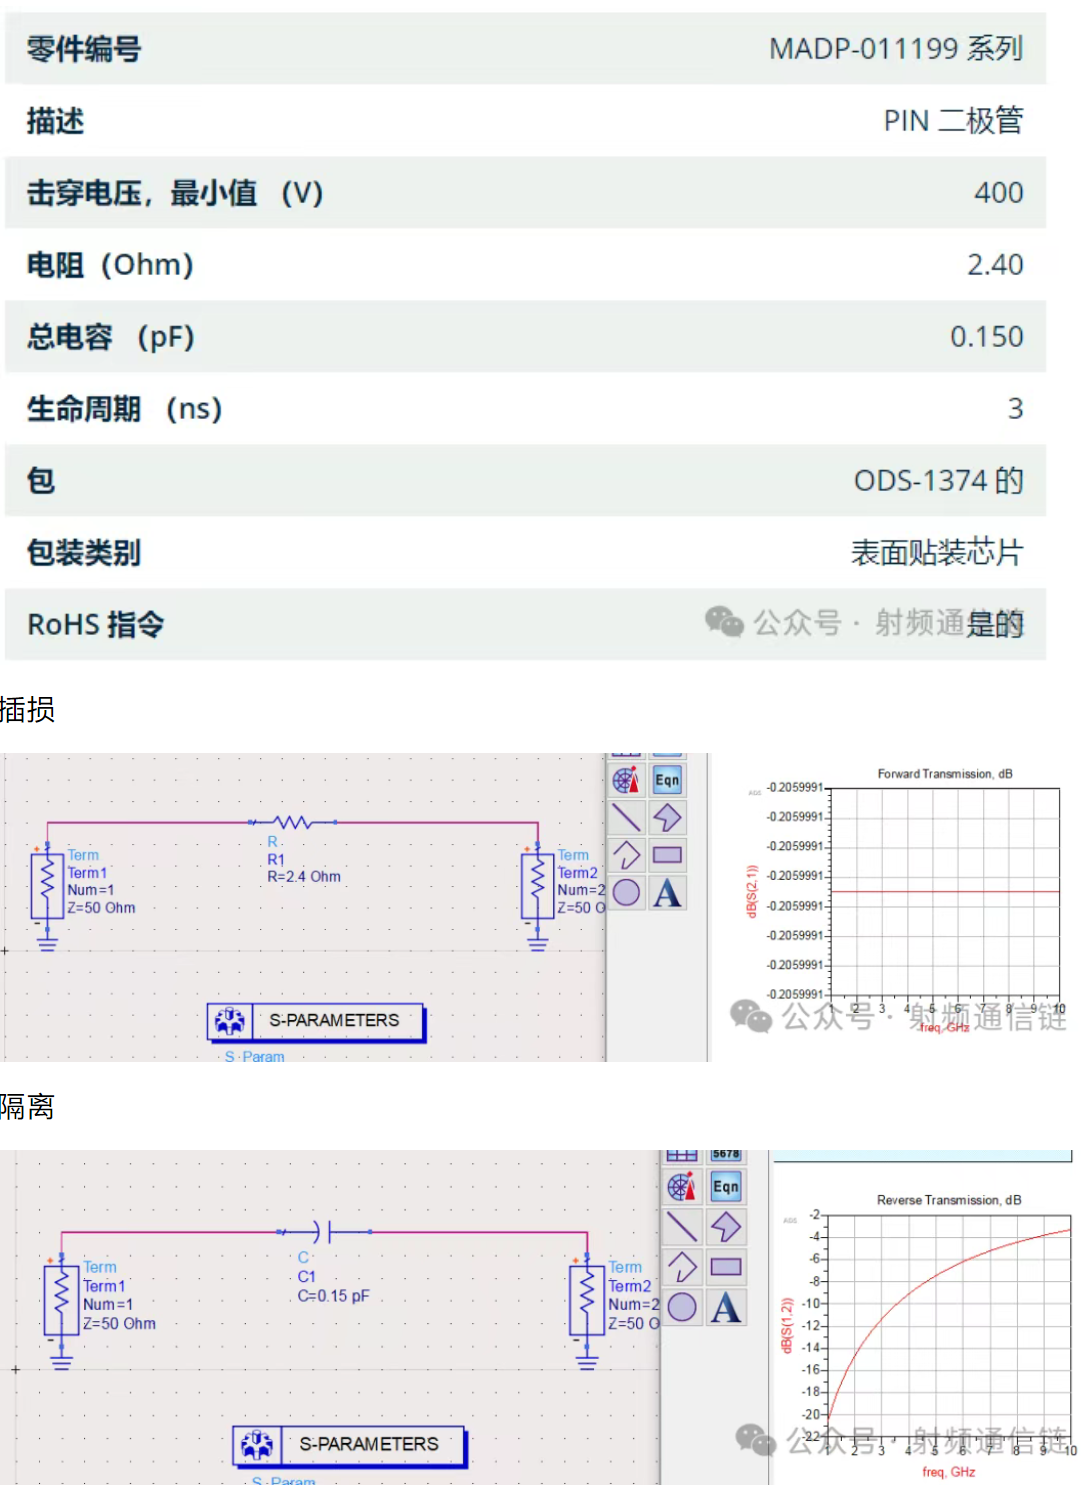 零件编号 MADP-011199 系列
描述 PIN 二极管
击穿电压，最小值 （V） 400
电阻（Ohm） 2.40
总电容 （pF） 0.150
生命周期 （ns） 3
包 ODS-1374 的
包装类别 表面贴装芯片
RoHS 指令 是的
公众号 · 射频通信链
插损
Eqn
A
R
R1
R=2.4 Ohm
Term
Term1
Num=1
Z=50 Ohm
Term
Term2
Num=2
Z=50 O
S-PARAMETERS
S Param
Forward Transmission, dB
ADS
-0.2059991
-0.2059991
-0.2059991
-0.2059991
-0.2059991
-0.2059991
-0.2059991
-0.2059991
dB(S(2,1))
1 2 3 4 5 6 7 8 9 10
freq, GHz
公众号 · 射频通信链
隔离
5678
Eqn
A
C
C1
C=0.15 pF
Term
Term1
Num=1
Z=50 Ohm
Term
Term2
Num=2
Z=50 O
S-PARAMETERS
S Param
Reverse Transmission, dB
ADS
-2
-4
-6
-8
-10
-12
-14
-16
-18
-20
-22
dB(S(1,2))
1 2 3 4 5 6 7 8 9 10
freq, GHz
公众号 · 射频通信链